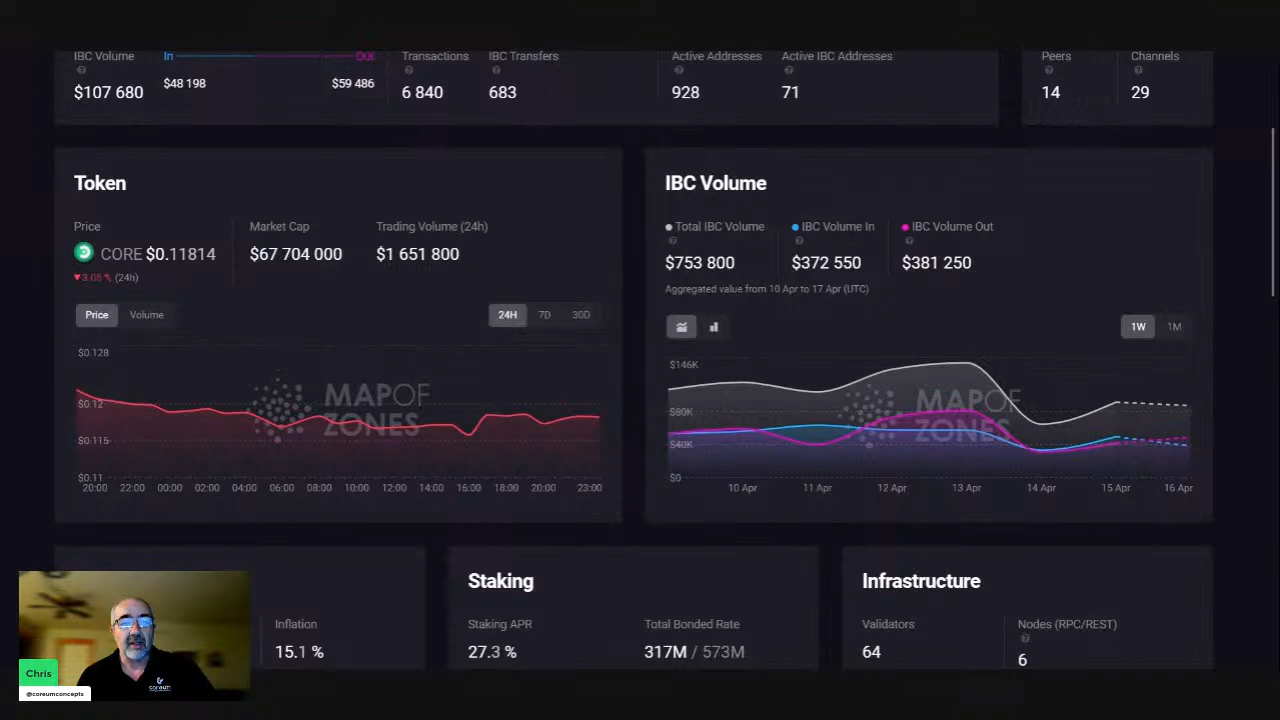 IBC Volume In Out Transactions IBC Transfers Active Addresses Active IBC Addresses Peers Channels
$107 680 $48 198 $59 486 6 840 683 928 71 14 29
Token
Price Market Cap Trading Volume (24h)
CORE $0.11814 $67 704 000 $1 651 800
▼3.06 % (24h)
Price Volume 24H 7D 30D
$0.128
$0.12
$0.115
$0.11
MAPOF
ZONES
20:00 22:00 00:00 02:00 04:00 06:00 08:00 10:00 12:00 14:00 16:00 18:00 20:00 23:00
IBC Volume
Total IBC Volume IBC Volume In IBC Volume Out
$753 800 $372 550 $381 250
Aggregated value from 10 Apr to 17 Apr (UTC)
1W 1M
$146K
$80K
$40K
$0
MAPOF
ZONES
10 Apr 11 Apr 12 Apr 13 Apr 14 Apr 15 Apr 16 Apr
Inflation
15.1 %
Staking
Staking APR Total Bonded Rate
27.3 % 317M / 573M
Infrastructure
Validators Nodes (RPC/REST)
64 6
coreum
Chris
@coreumconcepts